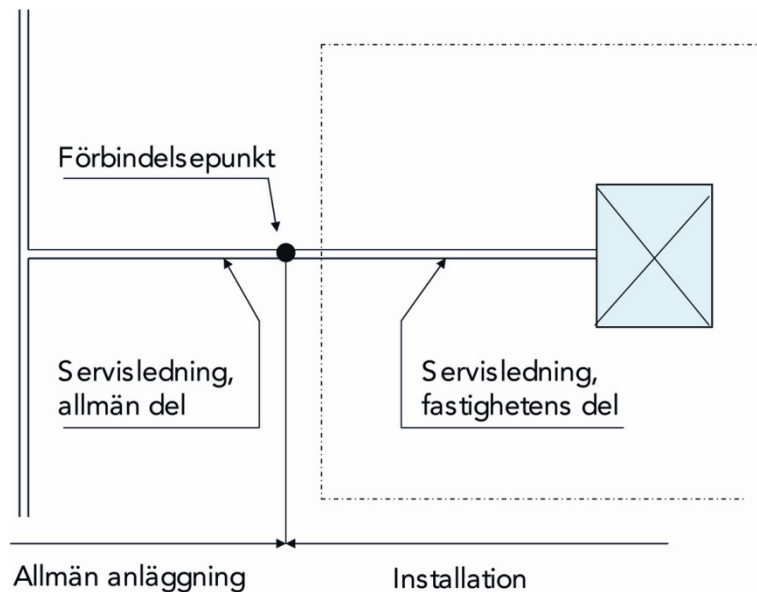 Förbindelsepunkt
Servisledning,
allmän del
Servisledning,
fastighetens del
Allmän anläggning
Installation